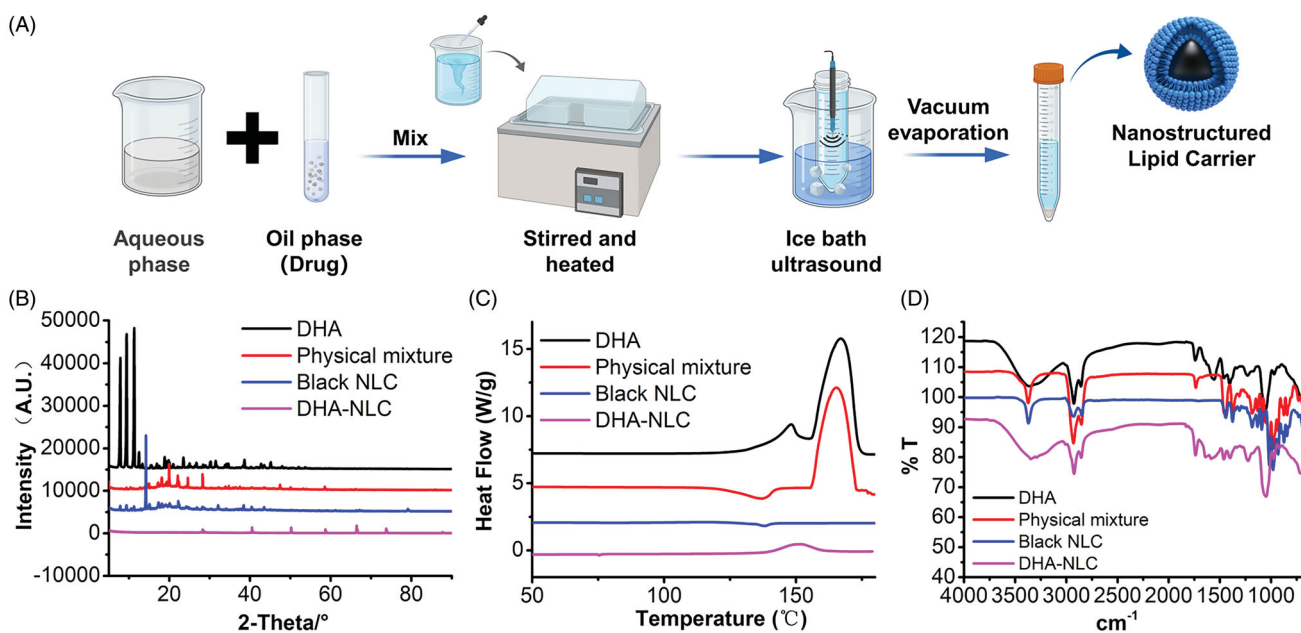 (A)
Aqueous
phase
Oil phase
(Drug)
Mix
Stirred and
heated
Ice bath
ultrasound
Vacuum
evaporation
Nanostructured
Lipid Carrier
(B)
50000
40000
30000
20000
10000
0
-10000
Intensity (A.U.)
DHA
Physical mixture
Black NLC
DHA-NLC
20
40
60
80
2-Theta/°
(C)
15
10
5
0
Heat Flow (W/g)
DHA
Physical mixture
Black NLC
DHA-NLC
50
100
150
Temperature (℃)
(D)
120
110
100
90
80
70
60
50
40
% T
DHA
Physical mixture
Black NLC
DHA-NLC
4000 3500 3000 2500 2000 1500 1000
cm-1